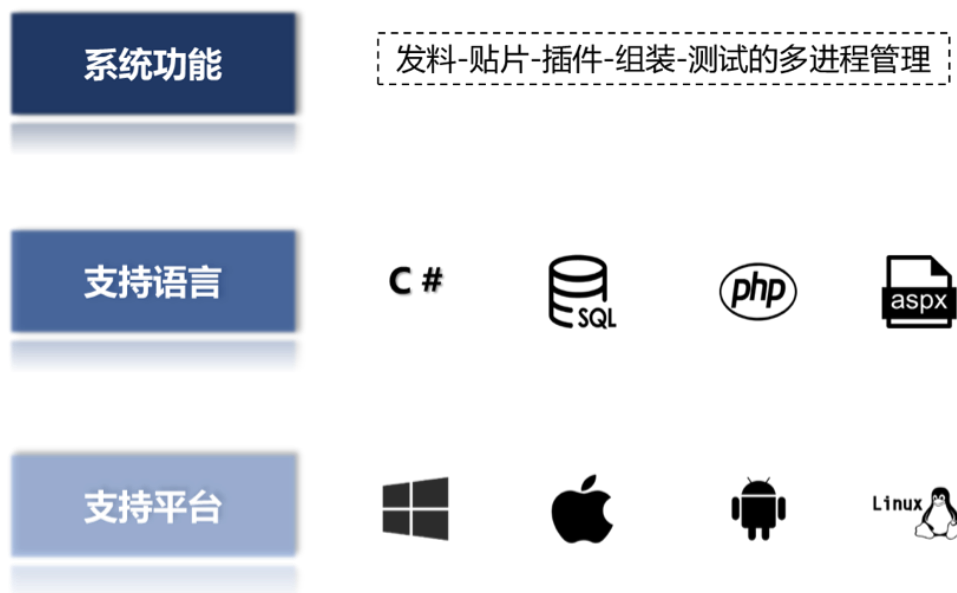 系统功能
发料-贴片-插件-组装-测试的多进程管理
支持语言
C #
SQL
php
aspx
支持平台
Linux